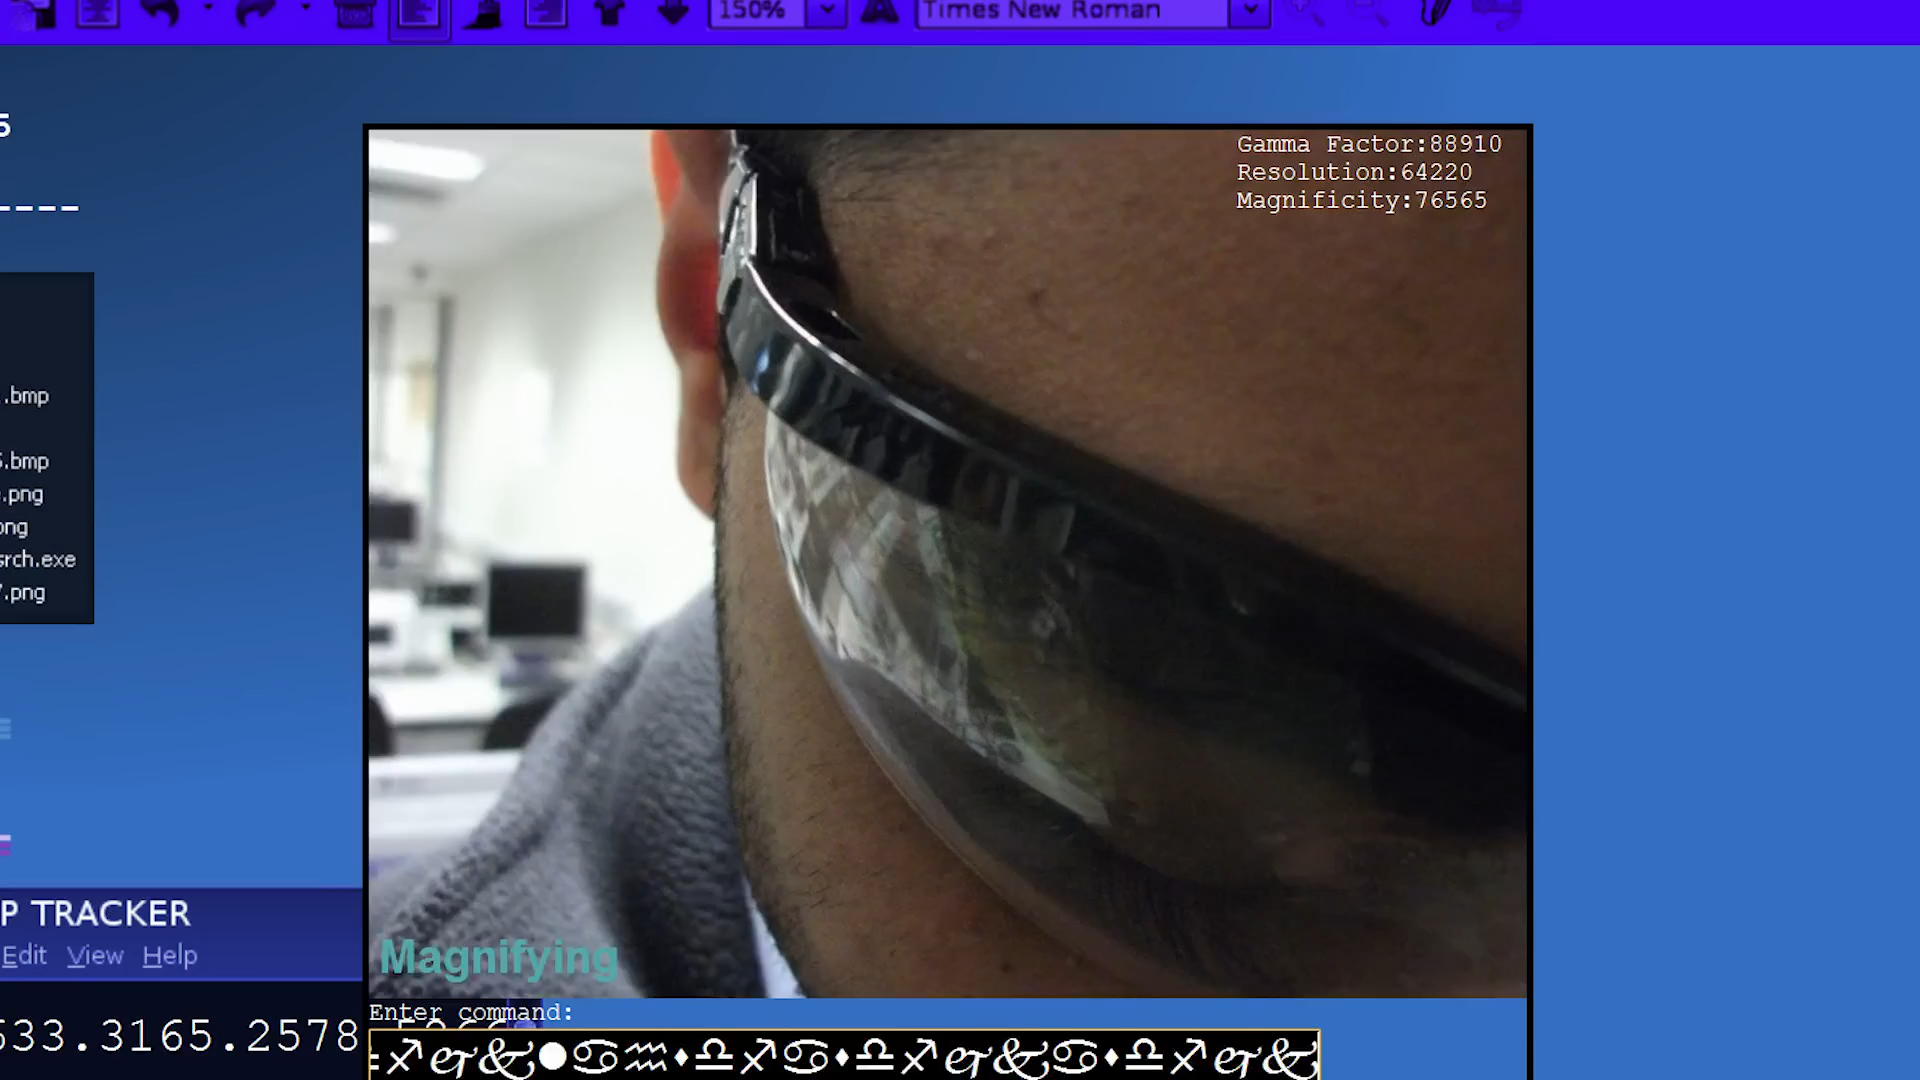 150% Times New Roman
5
----
Gamma Factor:88910
Resolution:64220
Magnificity:76565
.bmp
.bmp
.png
png
srch.exe
.png
P TRACKER
Edit View Help
Magnifying
Enter command:
533.3165.2578
♐🙰🙵●♋♒⬧♎♐♋⬧♎♐🙰🙵♋⬧♎♐🙰🙵